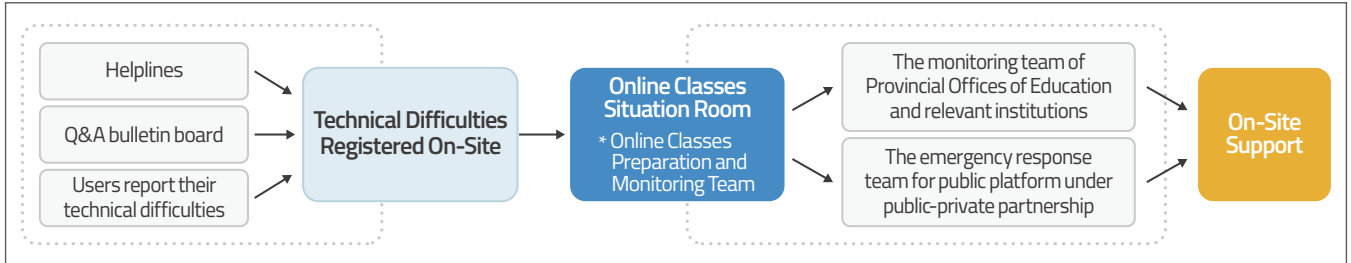 Helplines
Q&A bulletin board
Users report their
technical difficulties
Technical Difficulties
Registered On-Site
Online Classes
Situation Room
* Online Classes
Preparation and
Monitoring Team
The monitoring team of
Provincial Offices of Education
and relevant institutions
The emergency response
team for public platform under
public-private partnership
On-Site
Support